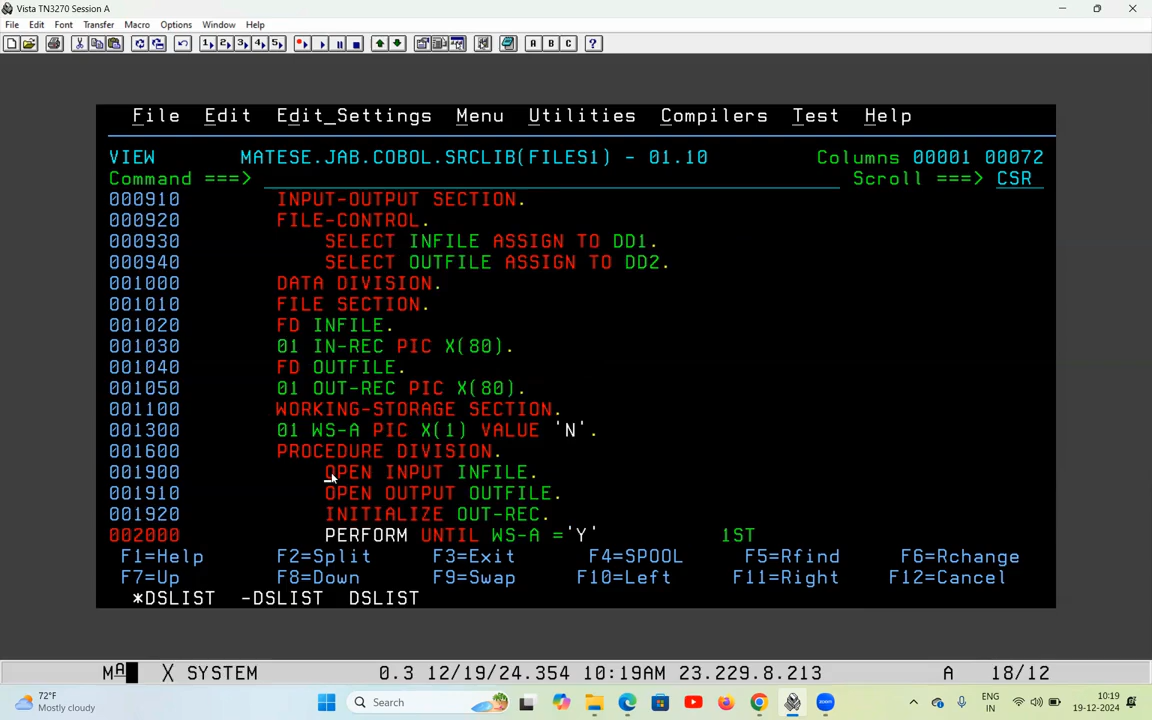 Vista TN3270 Session A
File Edit Font Transfer Macro Options Window Help
1 2 3 4 5 A B C ?
File Edit Edit_Settings Menu Utilities Compilers Test Help
VIEW MATESE.JAB.COBOL.SRCLIB(FILES1) - 01.10 Columns 00001 00072
Command ===> Scroll ===> CSR
000910 INPUT-OUTPUT SECTION.
000920 FILE-CONTROL.
000930 SELECT INFILE ASSIGN TO DD1.
000940 SELECT OUTFILE ASSIGN TO DD2.
001000 DATA DIVISION.
001010 FILE SECTION.
001020 FD INFILE.
001030 01 IN-REC PIC X(80).
001040 FD OUTFILE.
001050 01 OUT-REC PIC X(80).
001100 WORKING-STORAGE SECTION.
001300 01 WS-A PIC X(1) VALUE 'N'.
001600 PROCEDURE DIVISION.
001900 OPEN INPUT INFILE.
001910 OPEN OUTPUT OUTFILE.
001920 INITIALIZE OUT-REC.
002000 PERFORM UNTIL WS-A ='Y' 1ST
F1=Help F2=Split F3=Exit F4=SPOOL F5=Rfind F6=Rchange
F7=Up F8=Down F9=Swap F10=Left F11=Right F12=Cancel
*DSLIST -DSLIST DSLIST
MA X SYSTEM 0.3 12/19/24.354 10:19AM 23.229.8.213 A 18/12
72°F
Mostly cloudy
Search
zoom
ENG
IN
10:19
19-12-2024